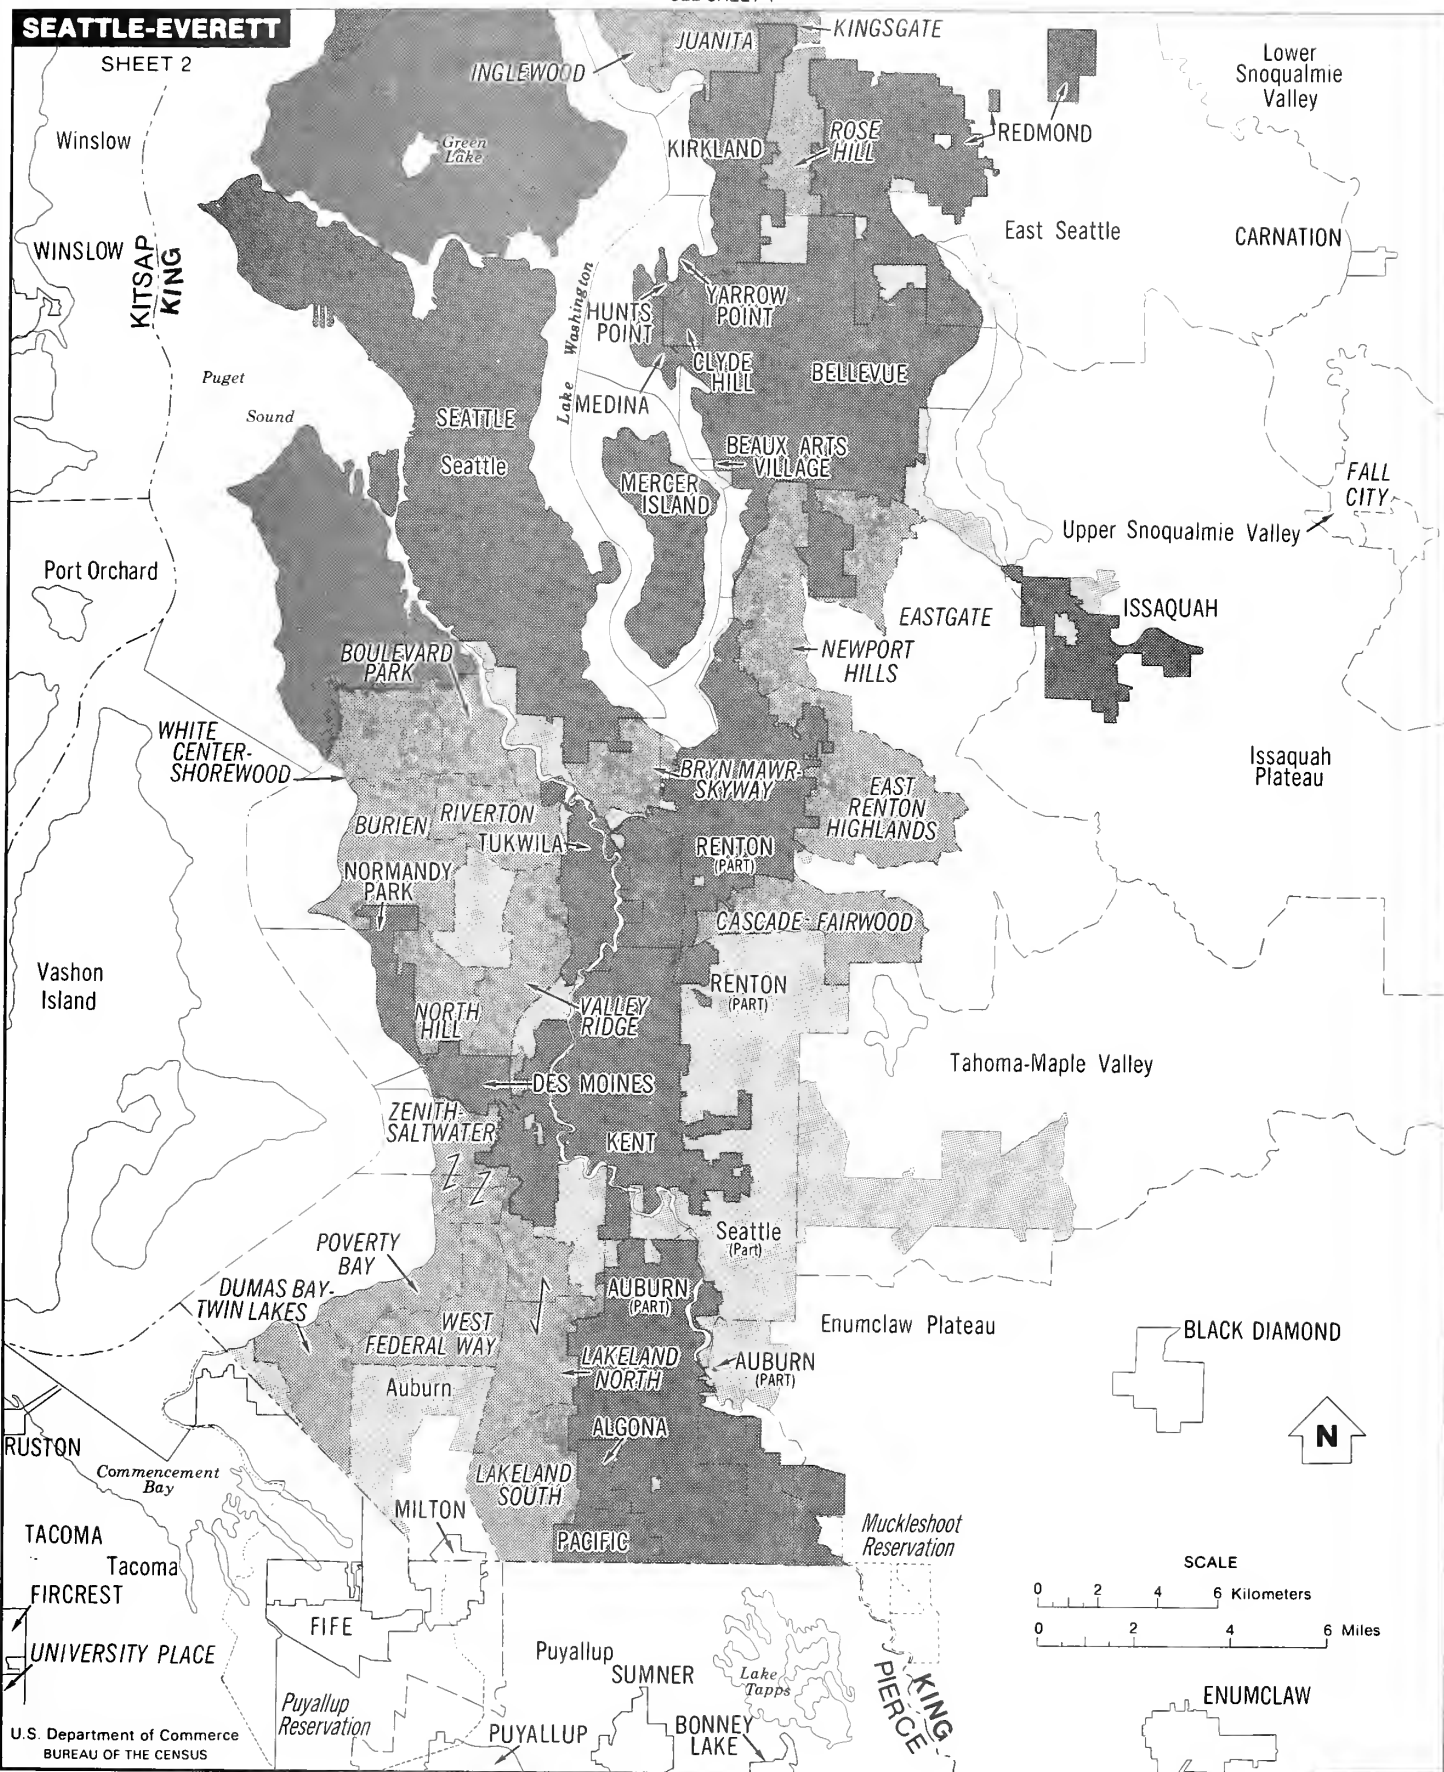 SEATTLE-EVERETT
SHEET 2
KINGSGATE
JUANITA
INGLEWOOD
Lower
Snoqualmie
Valley
Winslow
Green
Lake
KIRKLAND
ROSE
HILL
REDMOND
WINSLOW
KITSAP
KING
East Seattle
CARNATION
Lake Washington
HUNTS
POINT
YARROW
POINT
CLYDE
HILL
BELLEVUE
MEDINA
Puget
Sound
SEATTLE
Seattle
BEAUX ARTS
VILLAGE
MERCER
ISLAND
FALL
CITY
Upper Snoqualmie Valley
Port Orchard
EASTGATE
ISSAQUAH
BOULEVARD
PARK
NEWPORT
HILLS
WHITE
CENTER-
SHOREWOOD
BRYN MAWR-
SKYWAY
Issaquah
Plateau
EAST
RENTON
HIGHLANDS
BURIEN
RIVERTON
TUKWILA
RENTON
(PART)
NORMANDY
PARK
CASCADE-FAIRWOOD
Vashon
Island
RENTON
(PART)
NORTH
HILL
VALLEY
RIDGE
Tahoma-Maple Valley
DES MOINES
ZENITH-
SALTWATER
KENT
Seattle
(Part)
POVERTY
BAY
DUMAS BAY-
TWIN LAKES
AUBURN
(PART)
WEST
FEDERAL WAY
Enumclaw Plateau
BLACK DIAMOND
LAKELAND
NORTH
AUBURN
(PART)
Auburn
N
ALGONA
RUSTON
Commencement
Bay
LAKELAND
SOUTH
MILTON
PACIFIC
Muckleshoot
Reservation
TACOMA
Tacoma
FIRCREST
FIFE
UNIVERSITY PLACE
SCALE
0 2 4 6 Kilometers
0 2 4 6 Miles
Puyallup
SUMNER
Lake
Tapps
KING
PIERCE
ENUMCLAW
Puyallup
Reservation
PUYALLUP
BONNEY
LAKE
U.S. Department of Commerce
BUREAU OF THE CENSUS